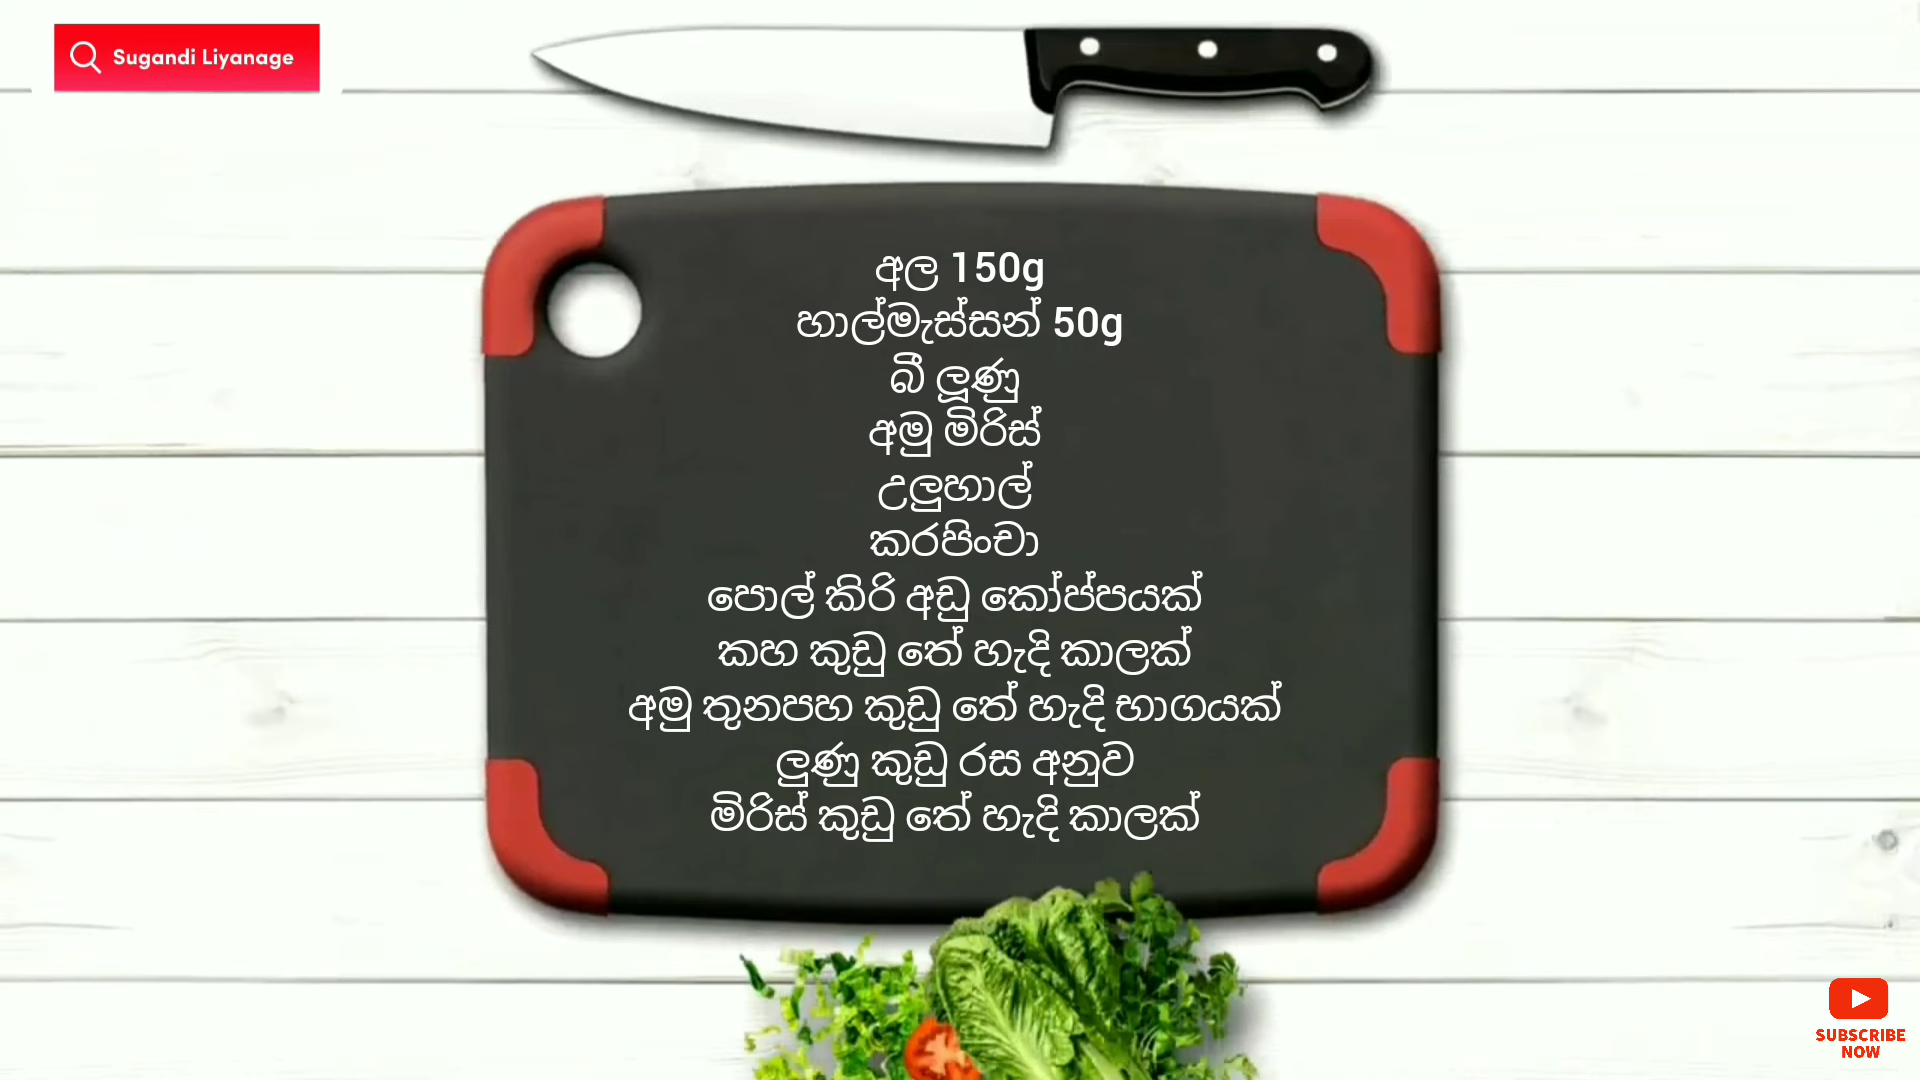 Sugandi Liyanage
අල 150g
හාල්මැස්සන් 50g
බී ලූණු
අමු මිරිස්
උලුහාල්
කරපිංචා
පොල් කිරි අඩු කෝප්පයක්
කහ කුඩු තේ හැදි කාලක්
අමු තුනපහ කුඩු තේ හැදි භාගයක්
ලුණු කුඩු රස අනුව
මිරිස් කුඩු තේ හැදි කාලක්
SUBSCRIBE
NOW